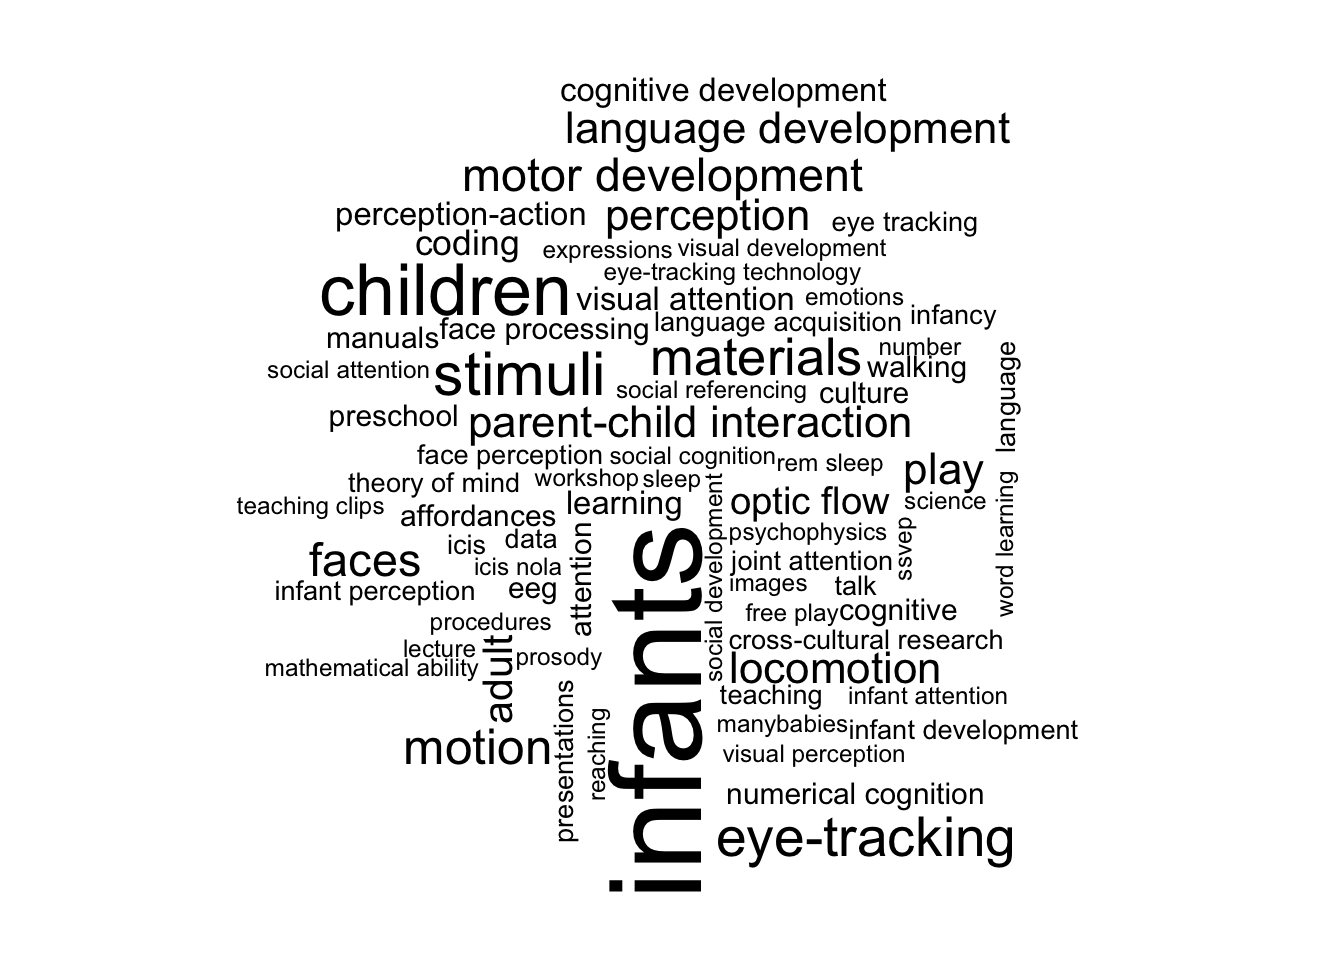 cognitive development
language development
motor development
perception-action perception eye tracking
coding expressions visual development
eye-tracking technology
children visual attention emotions
manuals face processing language acquisition infancy
stimuli materials number
social attention walking
social referencing culture
language
preschool parent-child interaction
face perception social cognition rem sleep play
theory of mind workshop sleep
teaching clips learning optic flow science
word learning
affordances attention social development psychophysics ssvep
icis data
faces icis nola infants joint attention
infant perception eeg images talk
procedures free play cognitive
lecture adult prosody cross-cultural research
mathematical ability locomotion
presentations reaching teaching infant attention
motion manybabies infant development
visual perception
numerical cognition
eye-tracking